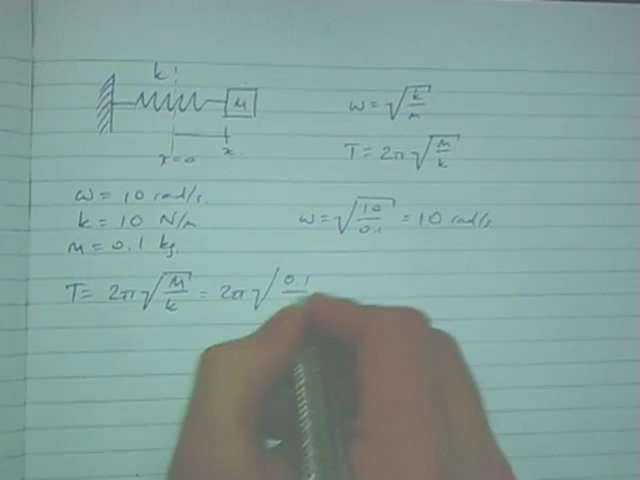 k
M
x=0
x
ω = √k/m
T = 2π √M/k
ω = 10 rad/s
k = 10 N/m
ω = √10/0.1 = 10 rad/s
m = 0.1 kg
T = 2π √M/k = 2π √0.1